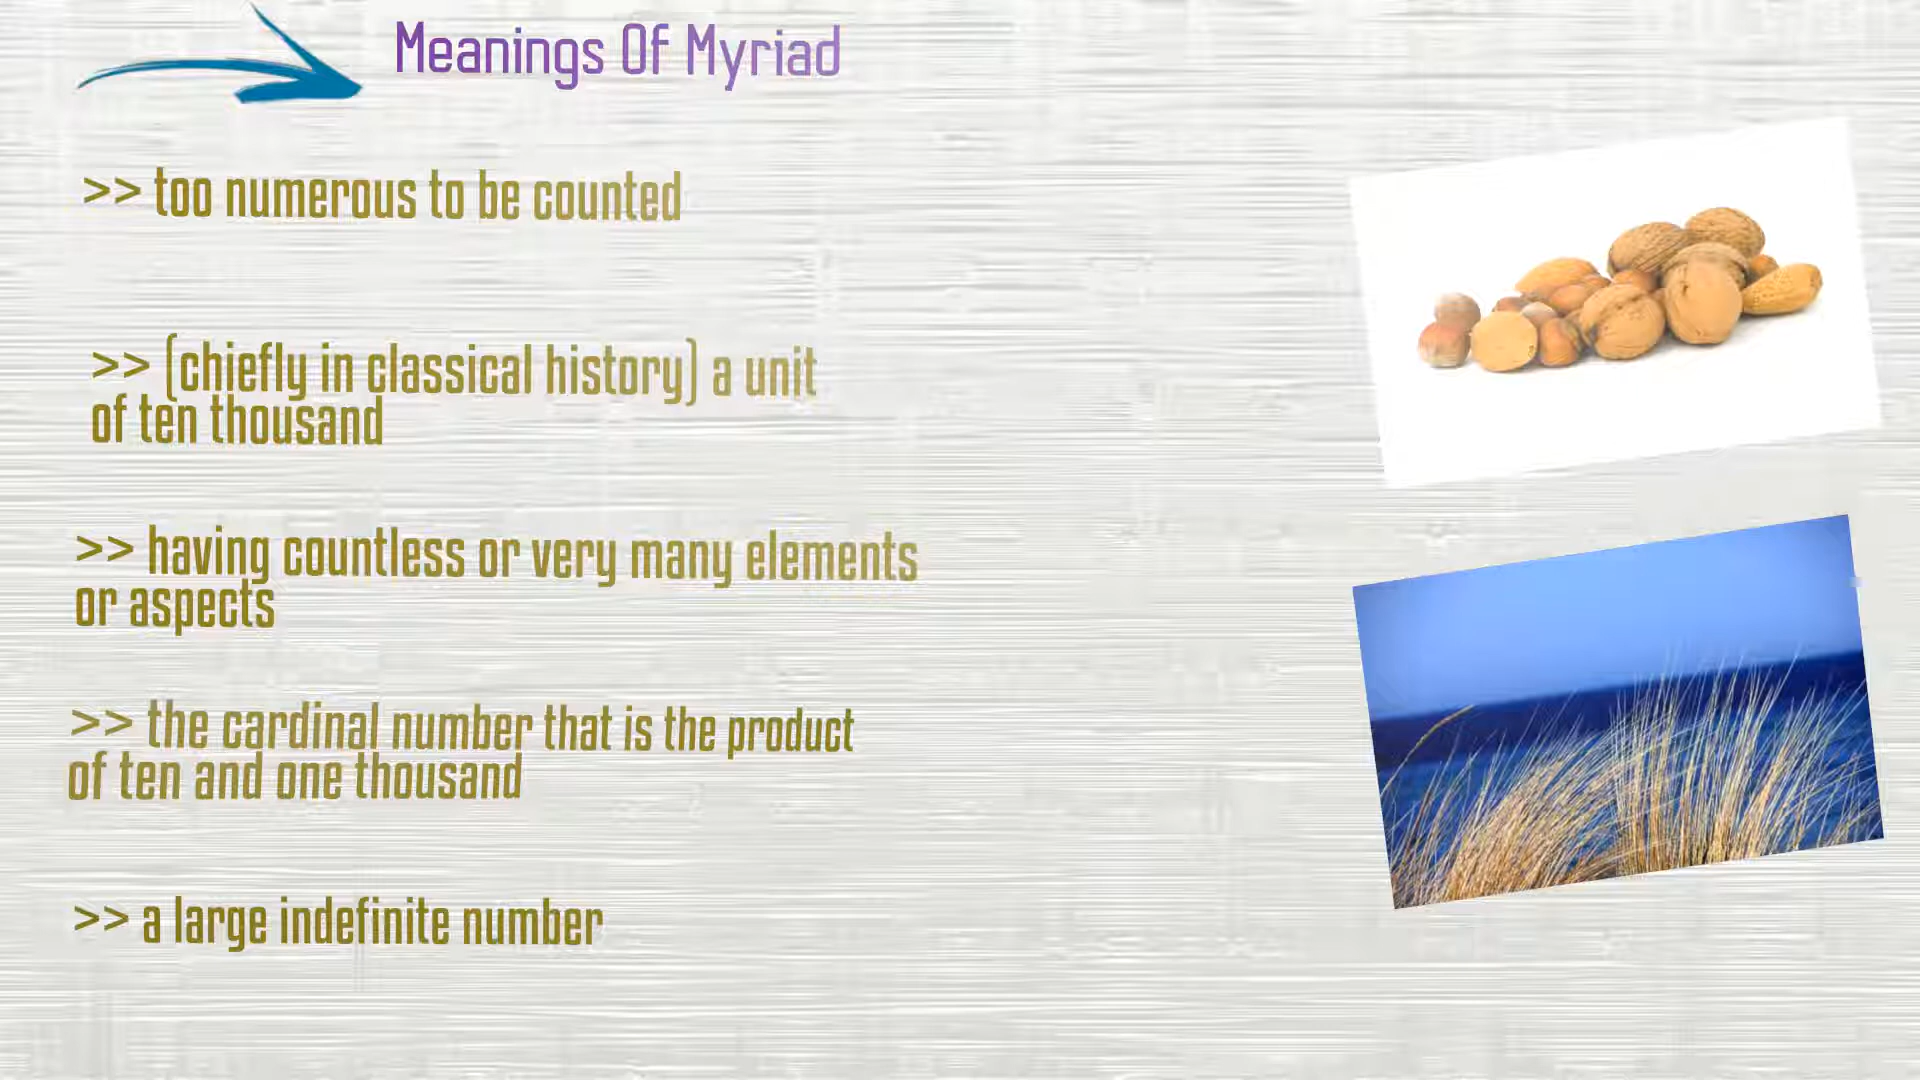 Meanings Of Myriad
>> too numerous to be counted
>> (chiefly in classical history) a unit
of ten thousand
>> having countless or very many elements
or aspects
>> the cardinal number that is the product
of ten and one thousand
>> a large indefinite number